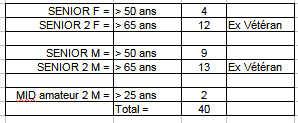 SENIOR F = > 50 ans 4
SENIOR 2 F = > 65 ans 12 Ex Vétéran
SENIOR M = > 50 ans 9
SENIOR 2 M = > 65 ans 13 Ex Vétéran
MID amateur 2 M = > 25 ans 2
Total = 40